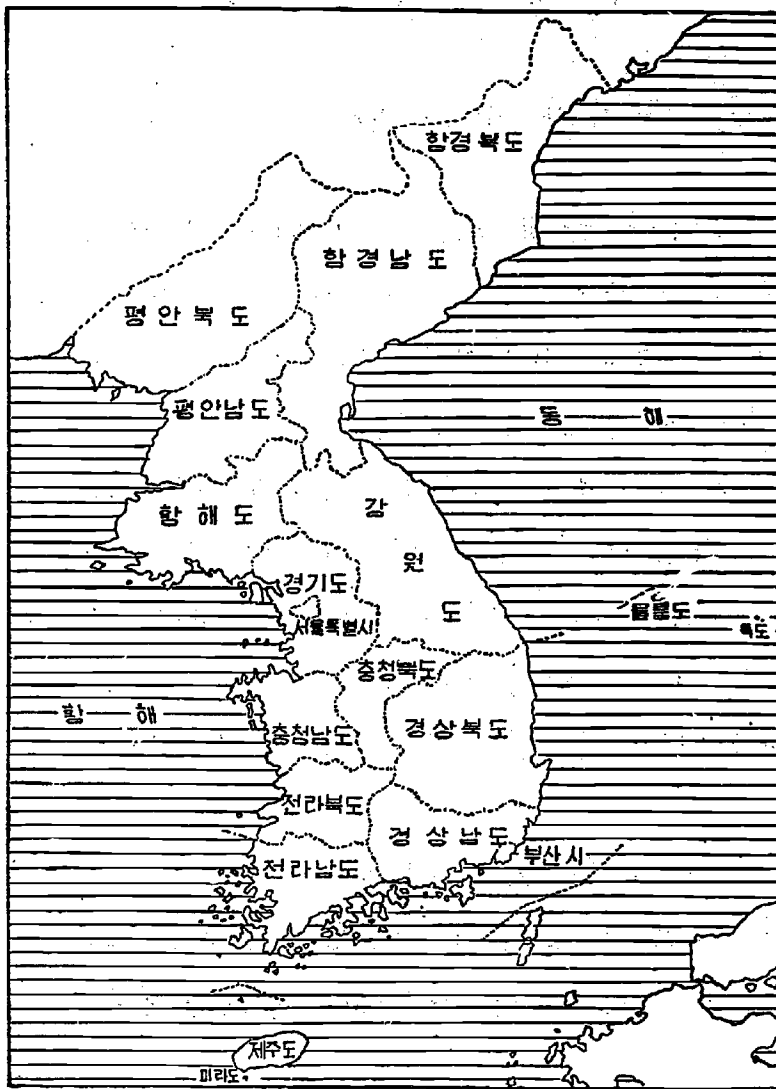 함경북도
함경남도
평안북도
평안남도
동해
황해도
강원도
경기도
울릉도
서울특별시
독도
충청북도
황해
경상북도
충청남도
전라북도
경상남도
부산시
전라남도
제주도